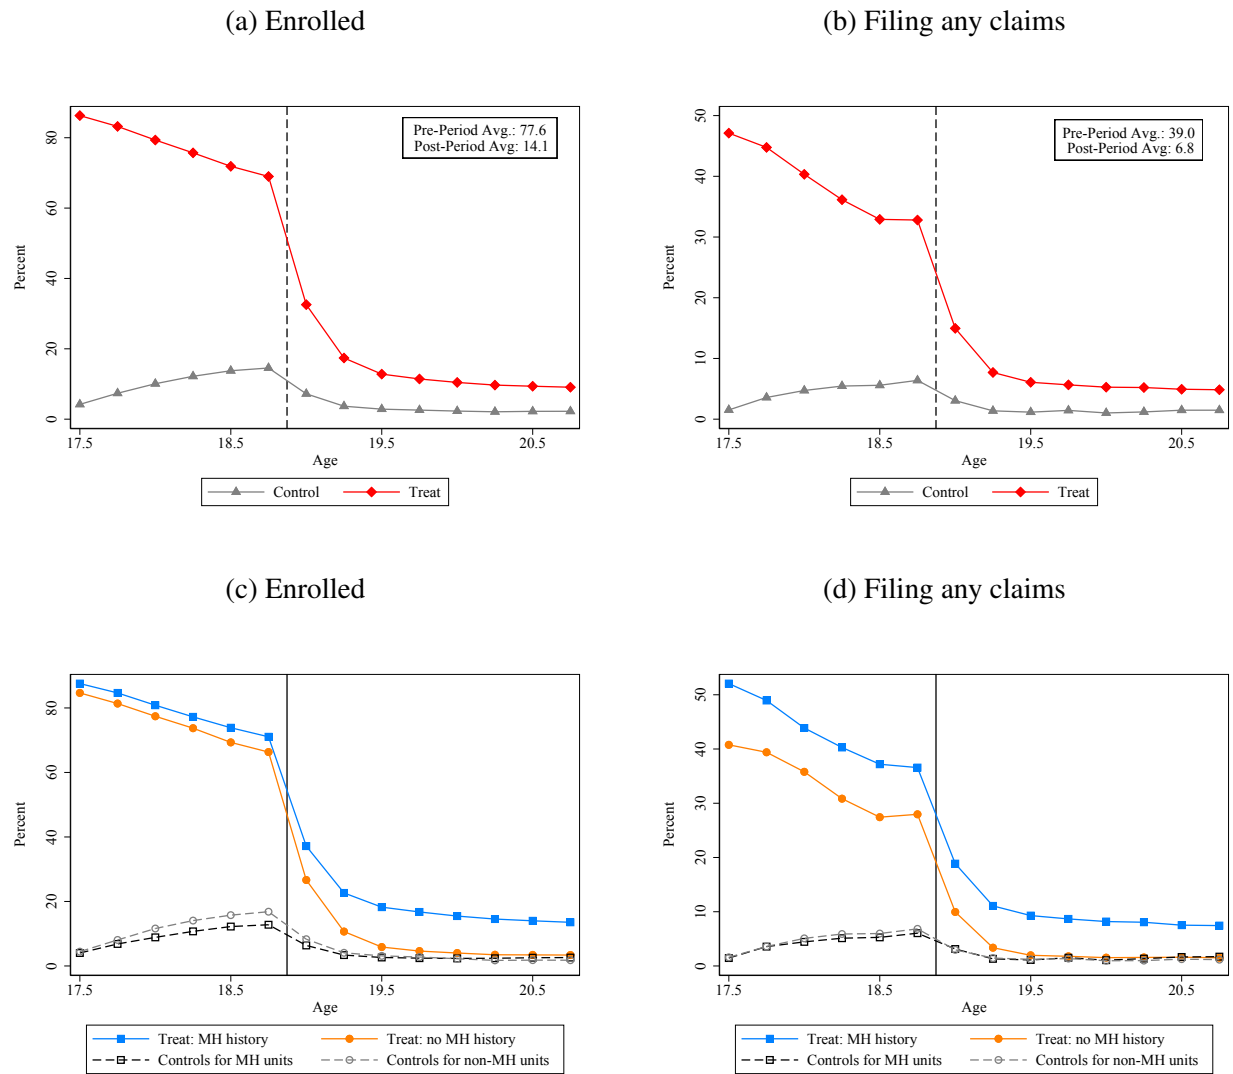 (a) Enrolled
Pre-Period Avg.: 77.6
Post-Period Avg: 14.1
Percent
0
20
40
60
80
17.5
18.5
19.5
20.5
Age
Control
Treat
(b) Filing any claims
Pre-Period Avg.: 39.0
Post-Period Avg: 6.8
Percent
0
10
20
30
40
50
17.5
18.5
19.5
20.5
Age
Control
Treat
(c) Enrolled
Percent
0
20
40
60
80
17.5
18.5
19.5
20.5
Age
Treat: MH history
Treat: no MH history
Controls for MH units
Controls for non-MH units
(d) Filing any claims
Percent
0
10
20
30
40
50
17.5
18.5
19.5
20.5
Age
Treat: MH history
Treat: no MH history
Controls for MH units
Controls for non-MH units